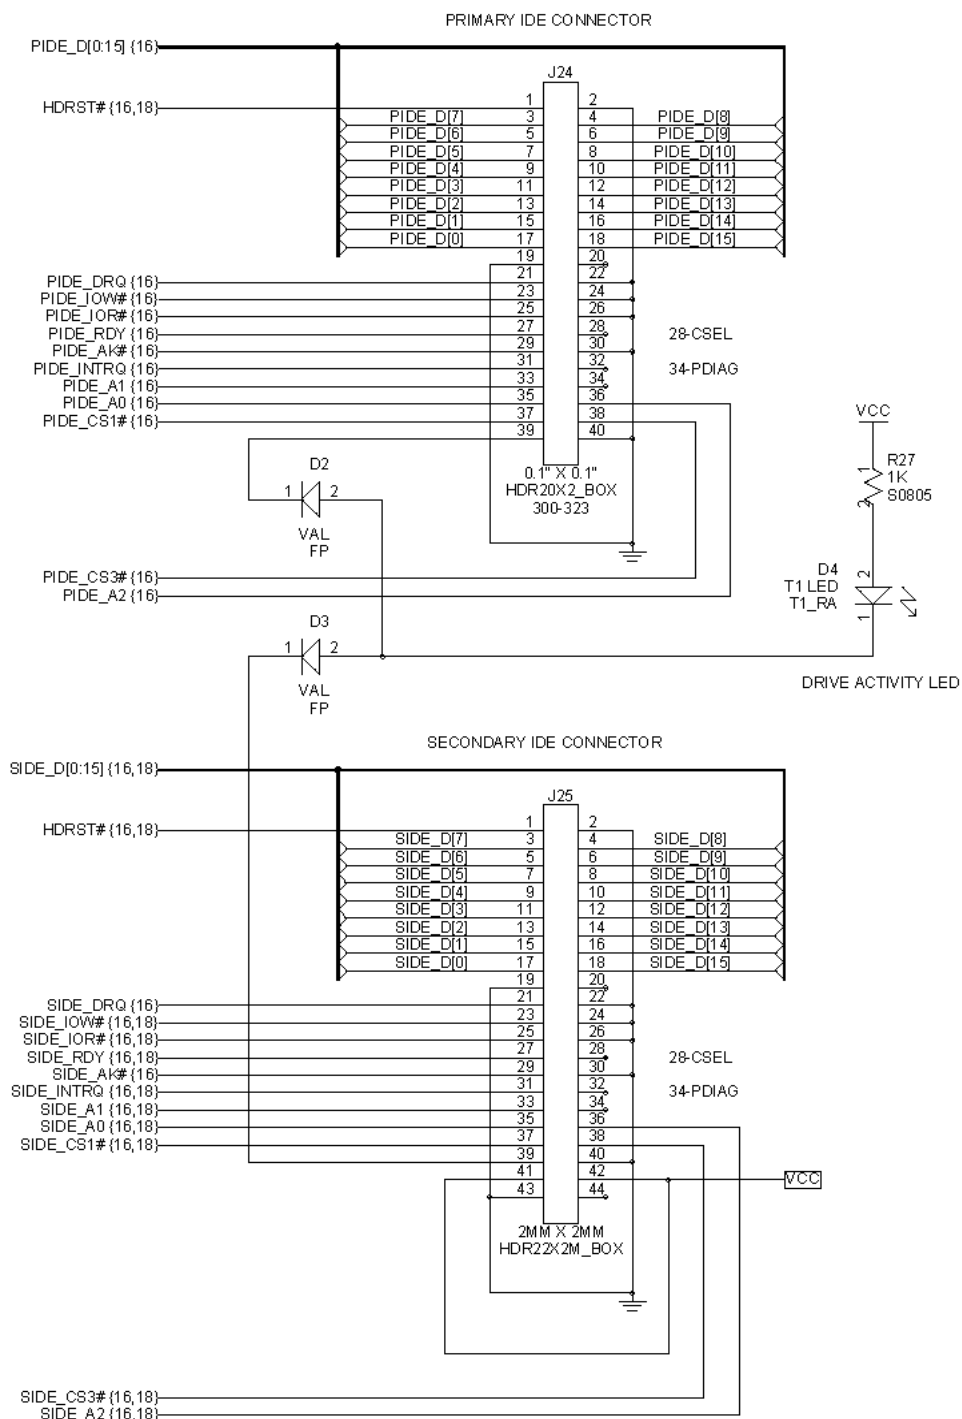 PRIMARY IDE CONNECTOR
PIDE_D[0:15] {16}
J24
HDRST# {16,18}
1 2
PIDE_D[7] 3 4 PIDE_D[8]
PIDE_D[6] 5 6 PIDE_D[9]
PIDE_D[5] 7 8 PIDE_D[10]
PIDE_D[4] 9 10 PIDE_D[11]
PIDE_D[3] 11 12 PIDE_D[12]
PIDE_D[2] 13 14 PIDE_D[13]
PIDE_D[1] 15 16 PIDE_D[14]
PIDE_D[0] 17 18 PIDE_D[15]
19 20
PIDE_DRQ {16} 21 22
PIDE_IOW# {16} 23 24
PIDE_IOR# {16} 25 26
PIDE_RDY {16} 27 28 28-CSEL
PIDE_AK# {16} 29 30
PIDE_INTRQ {16} 31 32 34-PDIAG
PIDE_A1 {16} 33 34
PIDE_A0 {16} 35 36
PIDE_CS1# {16} 37 38
39 40
VCC
D2
1 2
VAL
FP
0.1" X 0.1"
HDR20X2_BOX
300-323
1
R27
1K
S0805
2
PIDE_CS3# {16}
PIDE_A2 {16}
2
D4
T1 LED
T1_RA
1
D3
1 2
VAL
FP
DRIVE ACTIVITY LED
SECONDARY IDE CONNECTOR
SIDE_D[0:15] {16,18}
J25
HDRST# {16,18}
1 2
SIDE_D[7] 3 4 SIDE_D[8]
SIDE_D[6] 5 6 SIDE_D[9]
SIDE_D[5] 7 8 SIDE_D[10]
SIDE_D[4] 9 10 SIDE_D[11]
SIDE_D[3] 11 12 SIDE_D[12]
SIDE_D[2] 13 14 SIDE_D[13]
SIDE_D[1] 15 16 SIDE_D[14]
SIDE_D[0] 17 18 SIDE_D[15]
19 20
SIDE_DRQ {16} 21 22
SIDE_IOW# {16,18} 23 24
SIDE_IOR# {16,18} 25 26
SIDE_RDY {16,18} 27 28 28-CSEL
SIDE_AK# {16} 29 30
SIDE_INTRQ {16,18} 31 32 34-PDIAG
SIDE_A1 {16,18} 33 34
SIDE_A0 {16,18} 35 36
SIDE_CS1# {16,18} 37 38
39 40
41 42 VCC
43 44
2MM X 2MM
HDR22X2M_BOX
SIDE_CS3# {16,18}
SIDE_A2 {16,18}